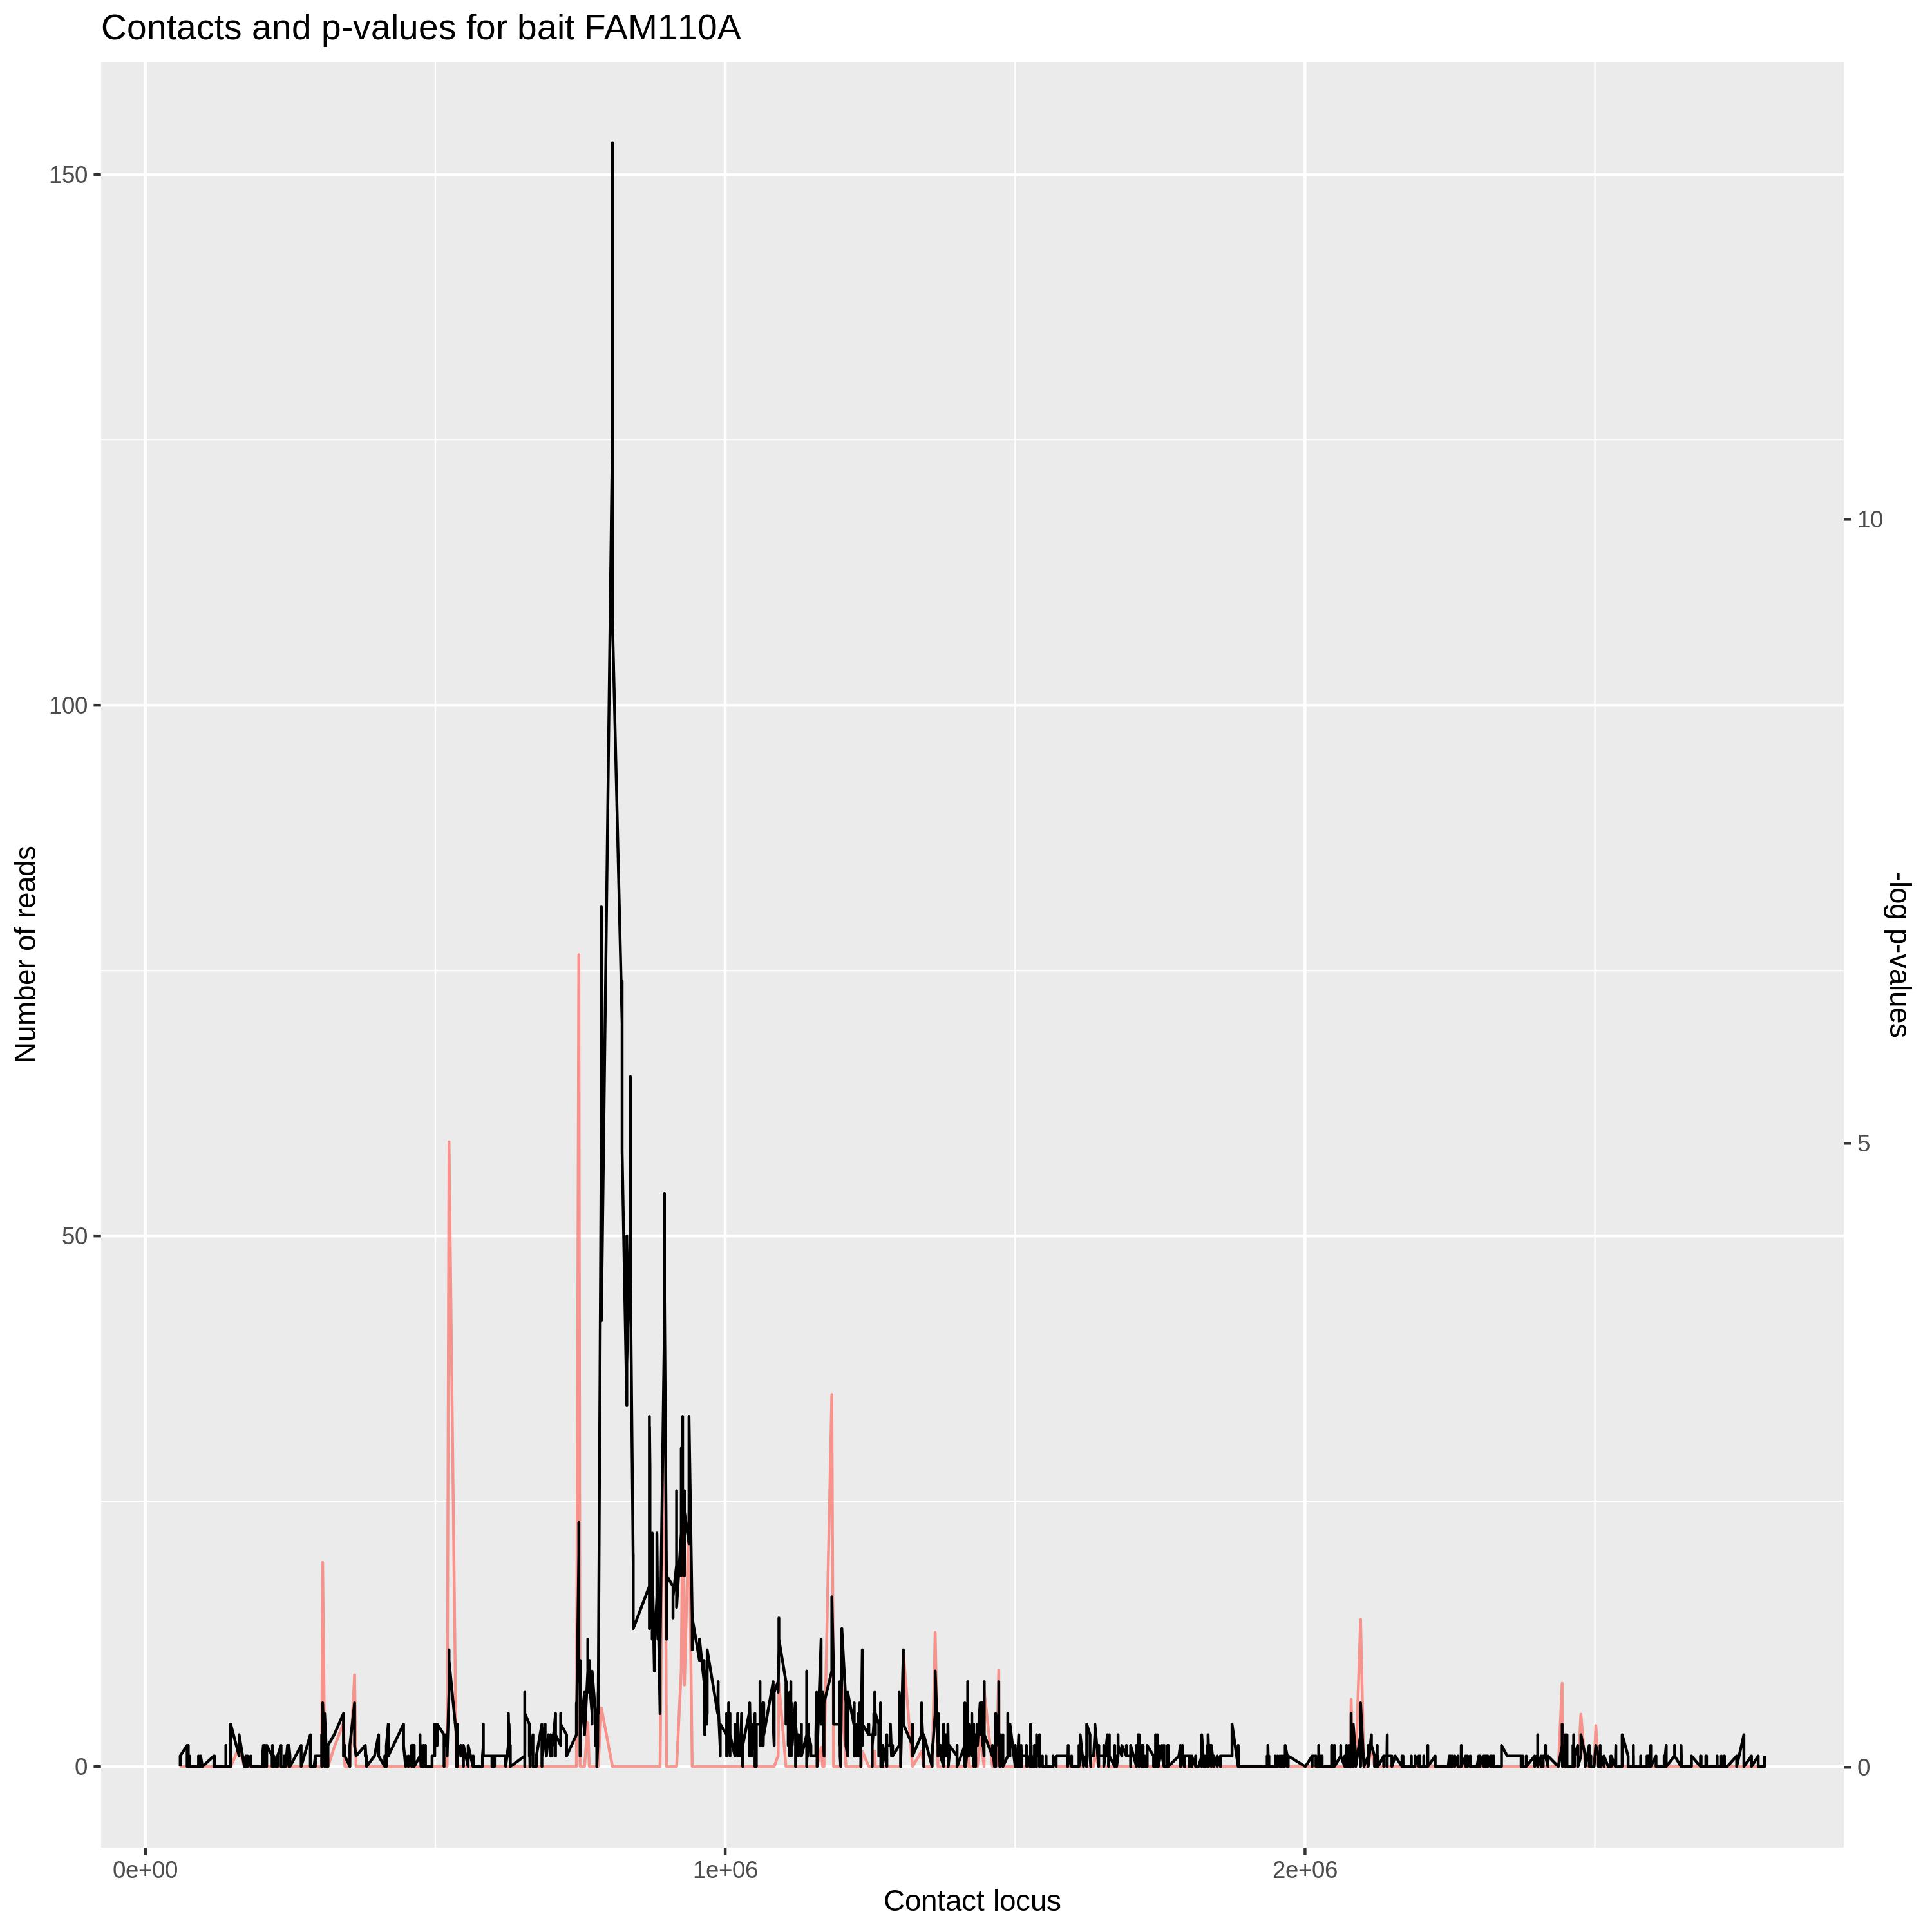 Contacts and p-values for bait FAM110A
150
100
50
0
Number of reads
10
5
0
-log p-values
0e+00
1e+06
2e+06
Contact locus